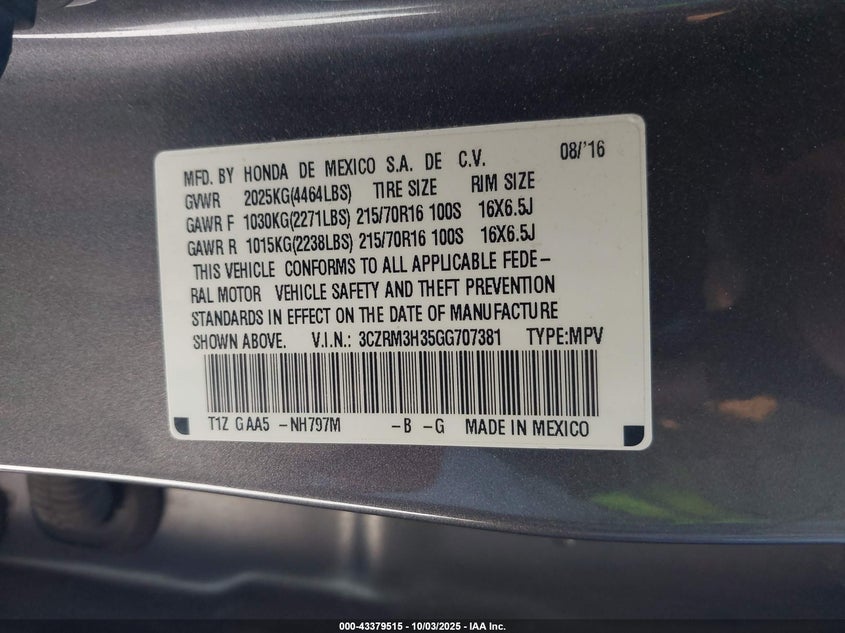 MFD. BY HONDA DE MEXICO S.A. DE C.V. 08/'16
GVWR 2025KG(4464LBS) TIRE SIZE RIM SIZE
GAWR F 1030KG(2271LBS) 215/70R16 100S 16X6.5J
GAWR R 1015KG(2238LBS) 215/70R16 100S 16X6.5J
THIS VEHICLE CONFORMS TO ALL APPLICABLE FEDE-
RAL MOTOR VEHICLE SAFETY AND THEFT PREVENTION
STANDARDS IN EFFECT ON THE DATE OF MANUFACTURE
SHOWN ABOVE. V.I.N.: 3CZRM3H35GG707381 TYPE:MPV
T1Z GAA5 -NH797M -B -G MADE IN MEXICO
000-43379515 - 10/03/2025 - IAA Inc.